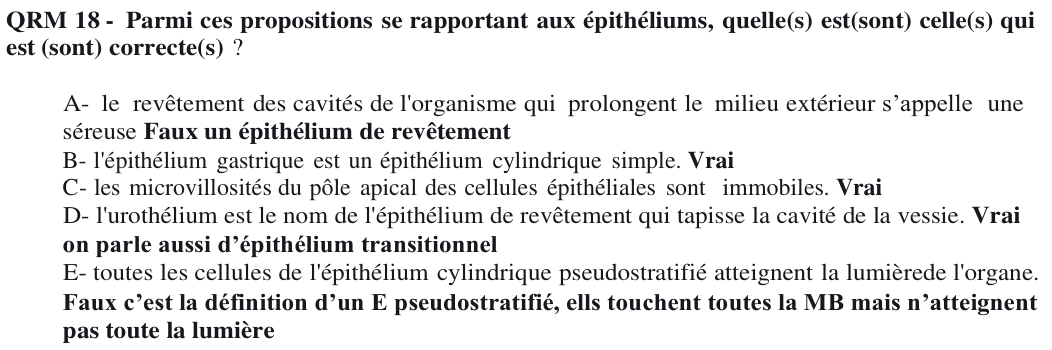 QRM 18 - Parmi ces propositions se rapportant aux épithéliums, quelle(s) est(sont) celle(s) qui
est (sont) correcte(s) ?
A- le revêtement des cavités de l'organisme qui prolongent le milieu extérieur s’appelle une
séreuse Faux un épithélium de revêtement
B- l'épithélium gastrique est un épithélium cylindrique simple. Vrai
C- les microvillosités du pôle apical des cellules épithéliales sont immobiles. Vrai
D- l'urothélium est le nom de l'épithélium de revêtement qui tapisse la cavité de la vessie. Vrai
on parle aussi d’épithélium transitionnel
E- toutes les cellules de l'épithélium cylindrique pseudostratifié atteignent la lumièrede l'organe.
Faux c’est la définition d’un E pseudostratifié, ells touchent toutes la MB mais n’atteignent
pas toute la lumière